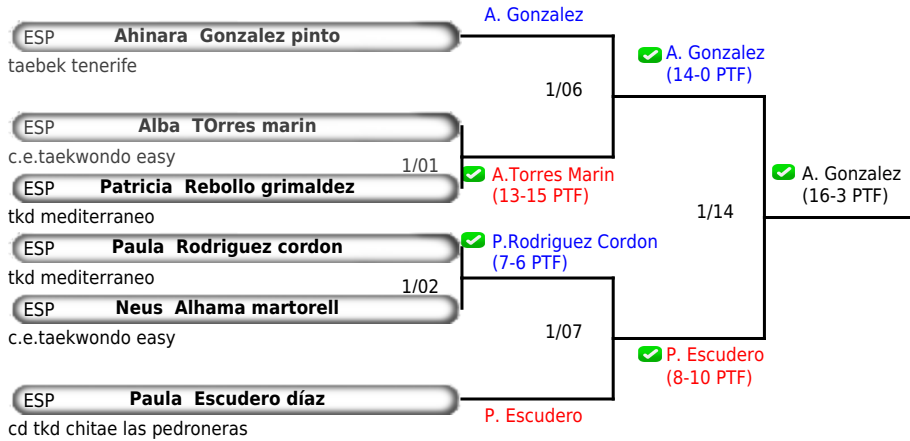 A. Gonzalez
ESP Ahinara Gonzalez pinto
taebek tenerife
A. Gonzalez
(14-0 PTF)
1/06
ESP Alba TOrres marin
c.e.taekwondo easy
1/01
A.Torres Marin
(13-15 PTF)
ESP Patricia Rebollo grimaldez
tkd mediterraneo
A. Gonzalez
(16-3 PTF)
1/14
ESP Paula Rodriguez cordon
tkd mediterraneo
P.Rodriguez Cordon
(7-6 PTF)
1/02
ESP Neus Alhama martorell
c.e.taekwondo easy
1/07
P. Escudero
(8-10 PTF)
ESP Paula Escudero díaz
cd tkd chitae las pedroneras
P. Escudero